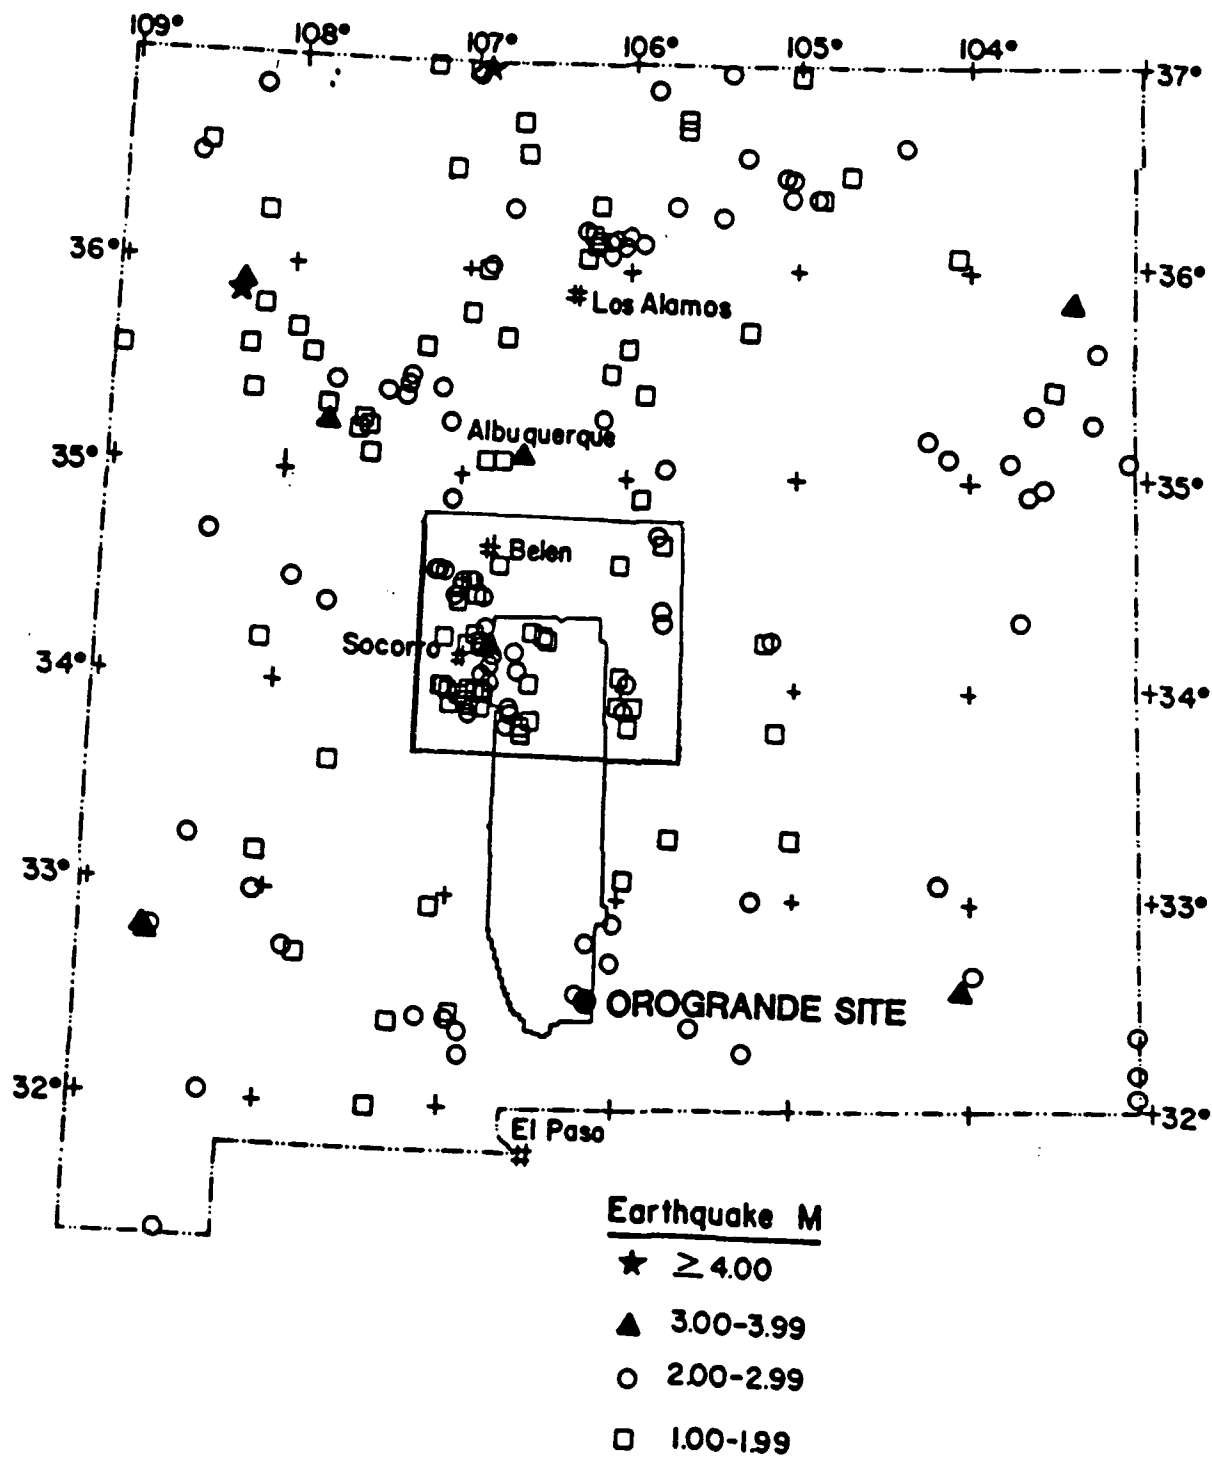 109° 108° 107° 106° 105° 104°
37°
36° 36°
Los Alamos
Albuquerque
35° 35°
Belen
Socorro
34° 34°
33° 33°
OROGRANDE SITE
32° 32°
El Paso
Earthquake M
≥ 4.00
3.00-3.99
2.00-2.99
1.00-1.99